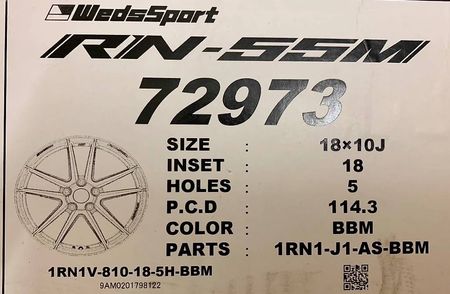 WedsSport
RN-55M
72973
SIZE : 18×10J
INSET : 18
HOLES : 5
P.C.D : 114.3
COLOR : BBM
PARTS : 1RN1-J1-AS-BBM
1RN1V-810-18-5H-BBM
9AM0201798122